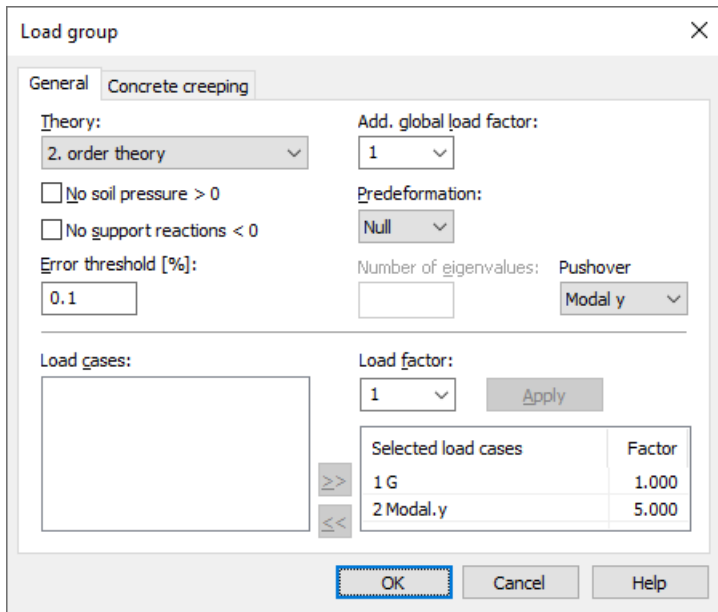 Load group
General
Concrete creeping
Theory:
2. order theory
Add. global load factor:
1
No soil pressure > 0
No support reactions < 0
Predeformation:
Null
Error threshold [%]:
0.1
Number of eigenvalues:
Pushover
Modal y
Load cases:
Load factor:
1
Apply
Selected load cases Factor
1 G 1.000
2 Modal.y 5.000
>>
<<
OK
Cancel
Help